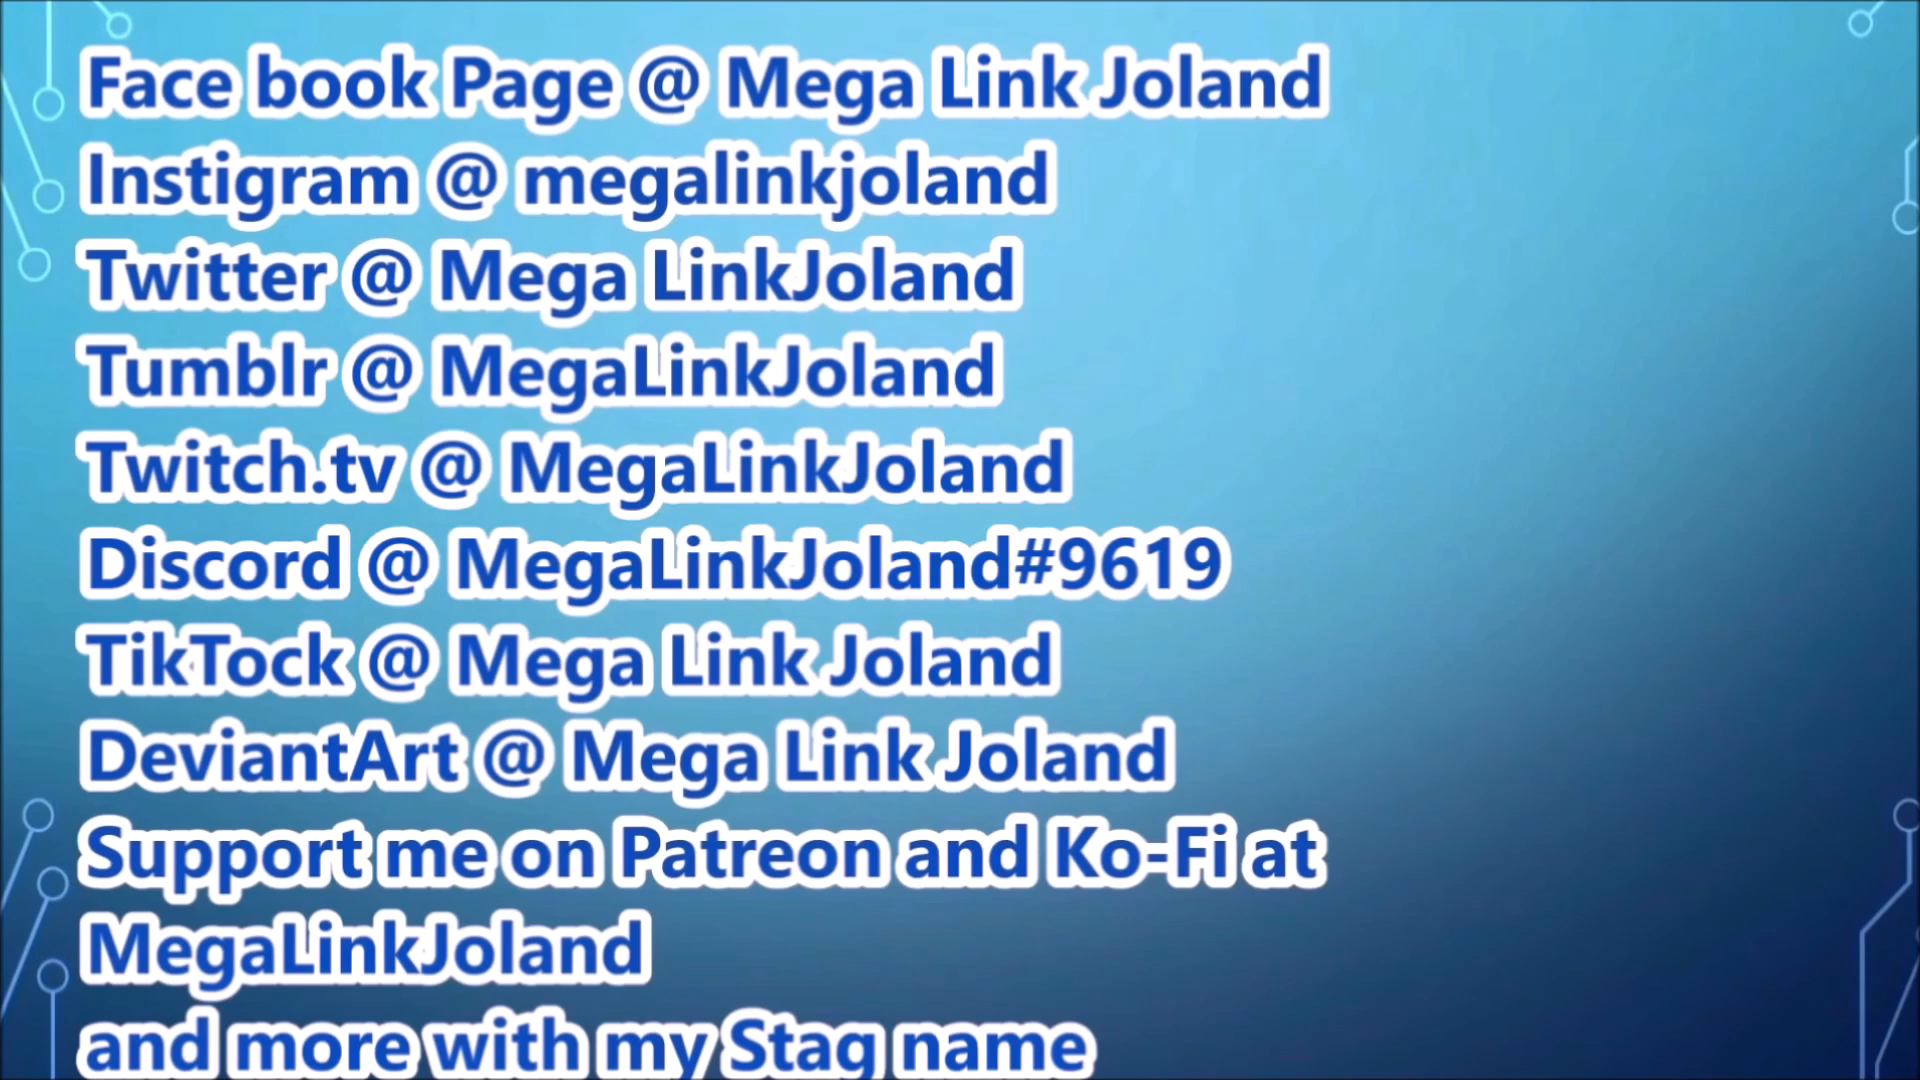 Face book Page @ Mega Link Joland
Instigram @ megalinkjoland
Twitter @ Mega LinkJoland
Tumblr @ MegaLinkJoland
Twitch.tv @ MegaLinkJoland
Discord @ MegaLinkJoland#9619
TikTock @ Mega Link Joland
DeviantArt @ Mega Link Joland
Support me on Patreon and Ko-Fi at
MegaLinkJoland
and more with my Stag name